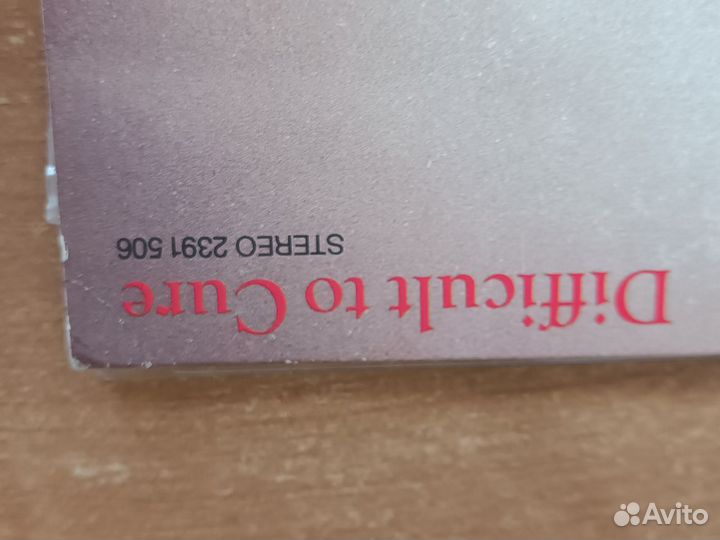 Difficult to Cure
STEREO 2391 506
Avito